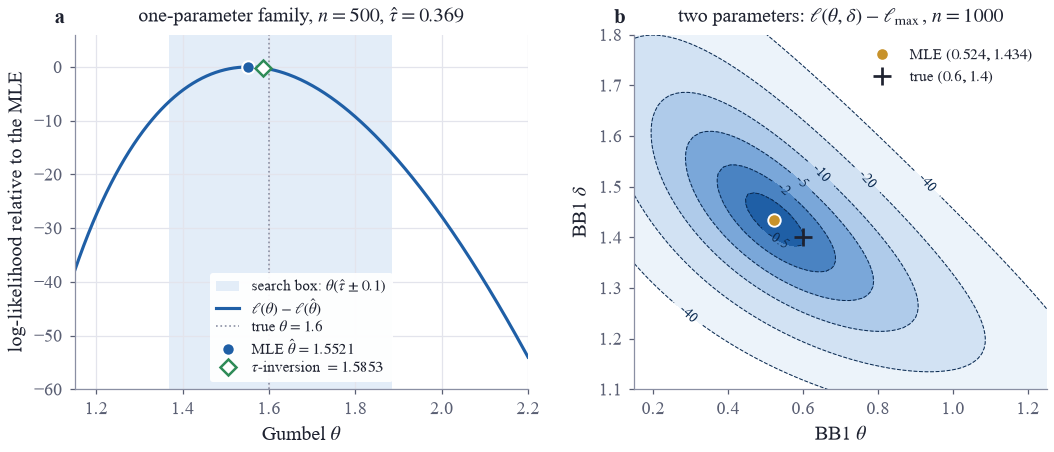 a one-parameter family, n = 500, τ̂ = 0.369
log-likelihood relative to the MLE
0
−10
−20
−30
−40
−50
−60
1.2 1.4 1.6 1.8 2.0 2.2
Gumbel θ
search box: θ(τ̂ ± 0.1)
ℓ(θ) − ℓ(θ̂)
true θ = 1.6
MLE θ̂ = 1.5521
τ-inversion = 1.5853
b two parameters: ℓ(θ, δ) − ℓmax, n = 1000
BB1 δ
1.8
1.7
1.6
1.5
1.4
1.3
1.2
1.1
0.2 0.4 0.6 0.8 1.0 1.2
BB1 θ
MLE (0.524, 1.434)
true (0.6, 1.4)
-0.5
-2
-5
-10
-20
-40
-40